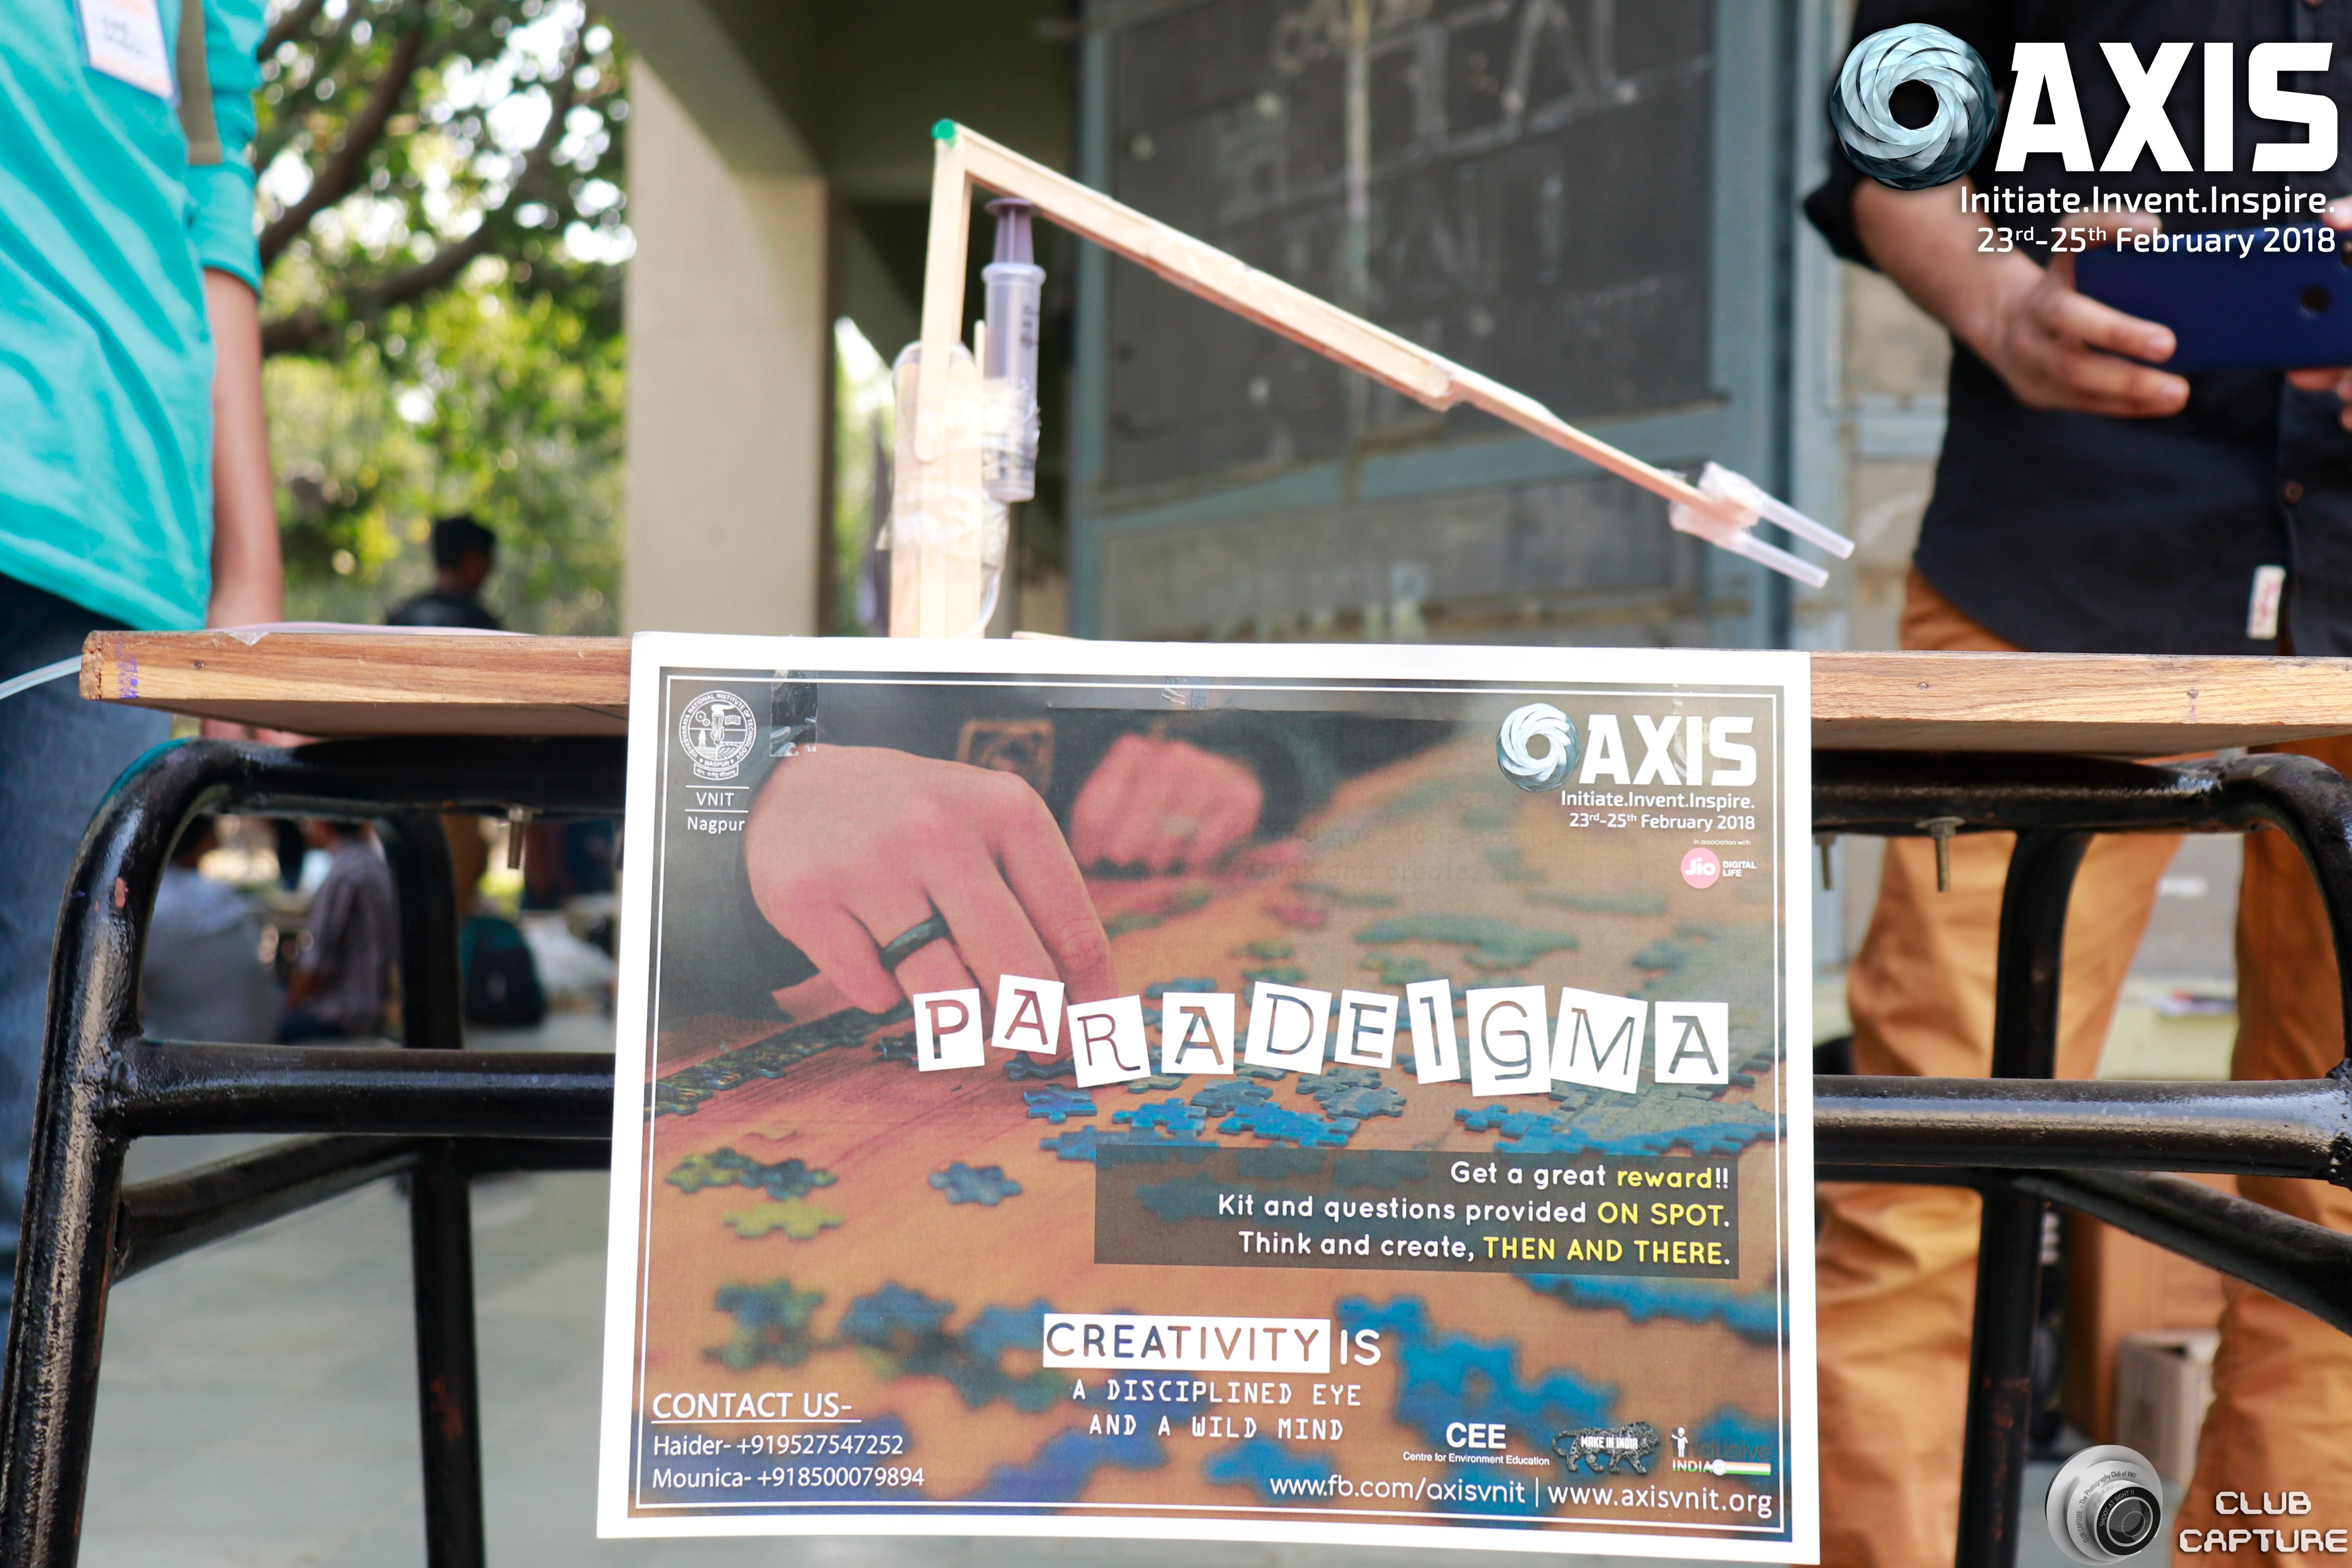 AXIS
Initiate.Invent.Inspire.
23rd-25th February 2018
VNIT
Nagpur
AXIS
Initiate.Invent.Inspire.
23rd-25th February 2018
in association with
Jio DIGITAL
LIFE
PARADEIGMA
Get a great reward!!
Kit and questions provided ON SPOT.
Think and create, THEN AND THERE.
CREATIVITY IS
A DISCIPLINED EYE
AND A WILD MIND
CONTACT US-
Haider- +919527547252
Mounica- +918500079894
CEE
Centre for Environment Education
MAKE IN INDIA
INDIA
www.fb.com/axisvnit | www.axisvnit.org
CLUB
CAPTURE